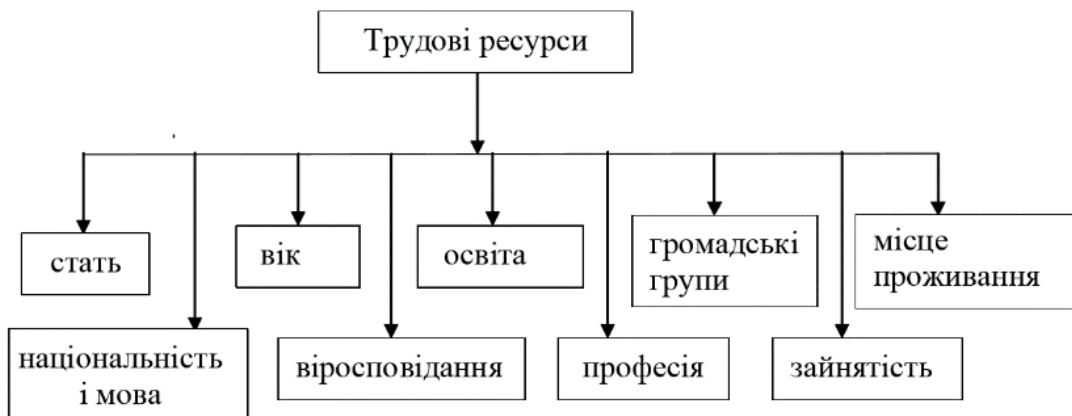 Трудові ресурси
стать
вік
освіта
громадські
групи
місце
проживання
національність
і мова
віросповідання
професія
зайнятість